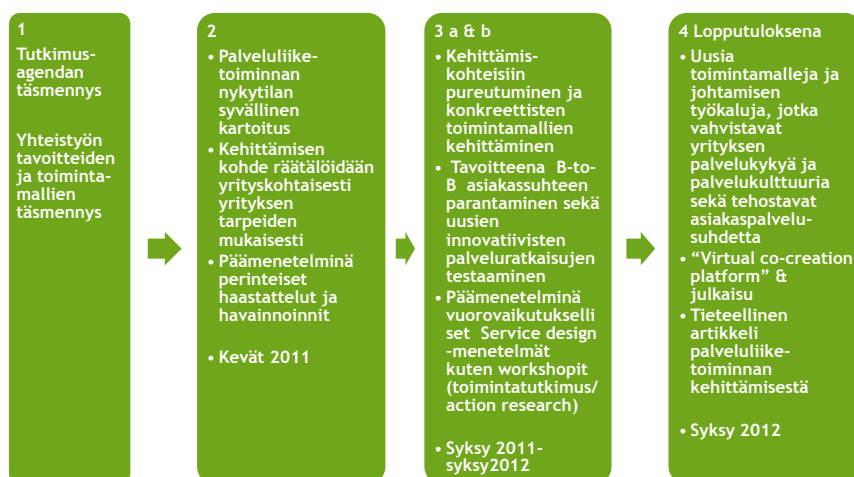 1
Tutkimus-
agendan
täsmennys
Yhteistyön
tavoitteiden
ja toiminta-
mallien
täsmennys
2
• Palveluliike-
toiminnan
nykytilan
syvällinen
kartoitus
• Kehittämisen
kohde räätälöidään
yrityskohtaisesti
yrityksen
tarpeiden
mukaisesti
• Päämenetelminä
perinteiset
haastattelut ja
havainnoinnit
• Kevät 2011
3 a & b
• Kehittämis-
kohteisiin
pureutuminen ja
konkreettisten
toimintamallien
kehittäminen
• Tavoitteena B-to-
B asiakassuhteen
parantaminen sekä
uusien
innovatiivisten
palveluratkaisujen
testaaminen
• Päämenetelminä
vuorovaikutukselli
set Service design
-menetelmät
kuten workshopit
(toimintatutkimus/
action research)
• Syksy 2011-
syksy2012
4 Lopputuloksena
• Uusia
toimintamalleja ja
johtamisen
työkaluja, jotka
vahvistavat
yrityksen
palvelukykyä ja
palvelukulttuuria
sekä tehostavat
asiakaspalvelu-
suhdetta
• “Virtual co-creation
platform” &
julkaisu
• Tieteellinen
artikkeli
palveluliike-
toiminnan
kehittämisestä
• Syksy 2012